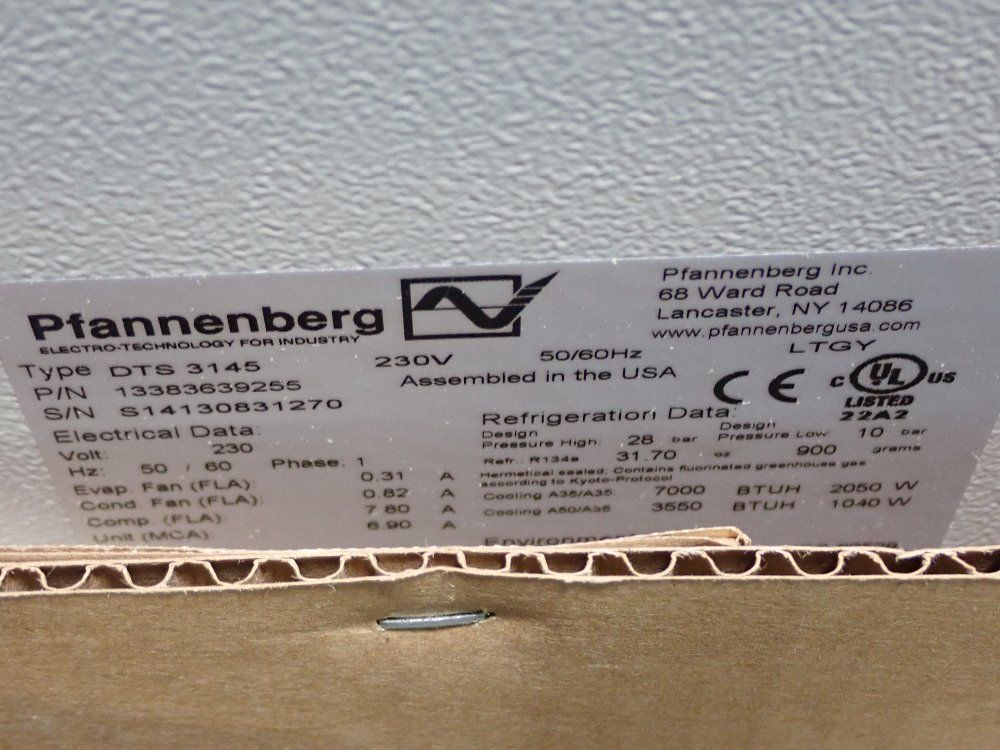 Pfannenberg
ELECTRO-TECHNOLOGY FOR INDUSTRY
Pfannenberg Inc.
68 Ward Road
Lancaster, NY 14086
www.pfannenbergusa.com
LTGY
Type DTS 3145 230V 50/60Hz
P/N 13383639255 Assembled in the USA
S/N S14130831270
CE
C UL US
LISTED
22A2
Electrical Data:
Volt: 230
Hz: 50 / 60 Phase: 1
Evap. Fan (FLA): 0.31 A
Cond. Fan (FLA): 0.82 A
Comp. (FLA): 7.80 A
Unit (MCA): 6.90 A
Refrigeration Data:
Design Pressure High: 28 bar Design Pressure Low: 10 bar
Refr.: R134a 31.70 oz 900 grams
Hermetical sealed, Contains fluorinated greenhouse gas
according to Kyoto-Protocol
Cooling A35/A35 7000 BTUH 2050 W
Cooling A50/A35 3550 BTUH 1040 W